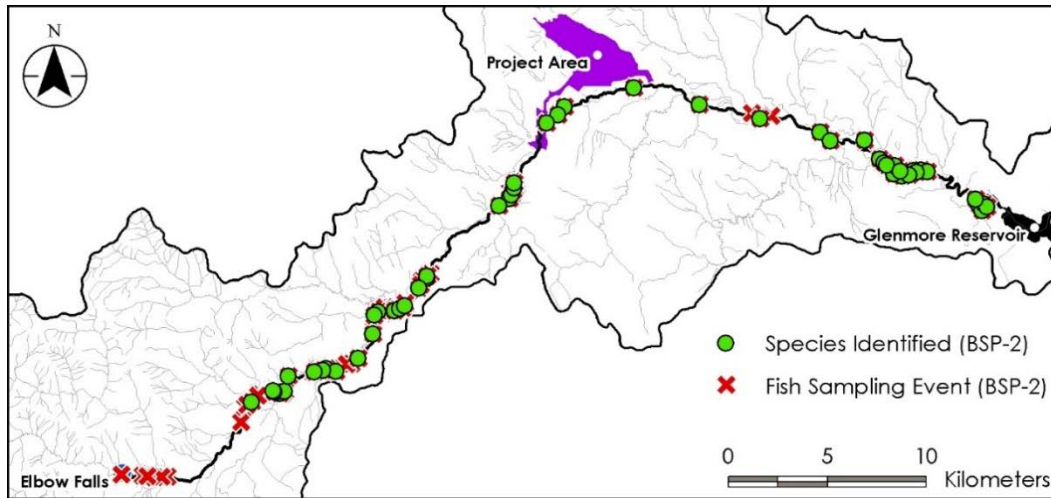 N
Project Area
Glenmore Reservoir
Species Identified (BSP-2)
Fish Sampling Event (BSP-2)
0 5 10
Kilometers
Elbow Falls